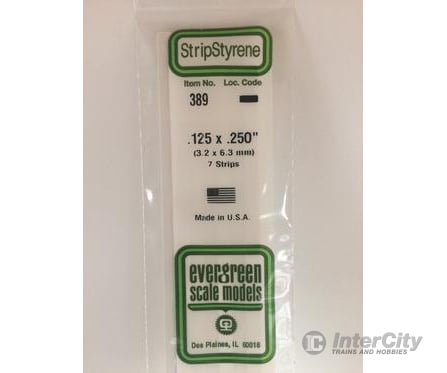 StripStyrene
Item No. Loc. Code
389
.125 x .250"
(3.2 x 6.3 mm)
7 Strips
Made in U.S.A.
evergreen
scale models
Des Plaines, IL 60018
IC InterCity
TRAINS AND HOBBIES